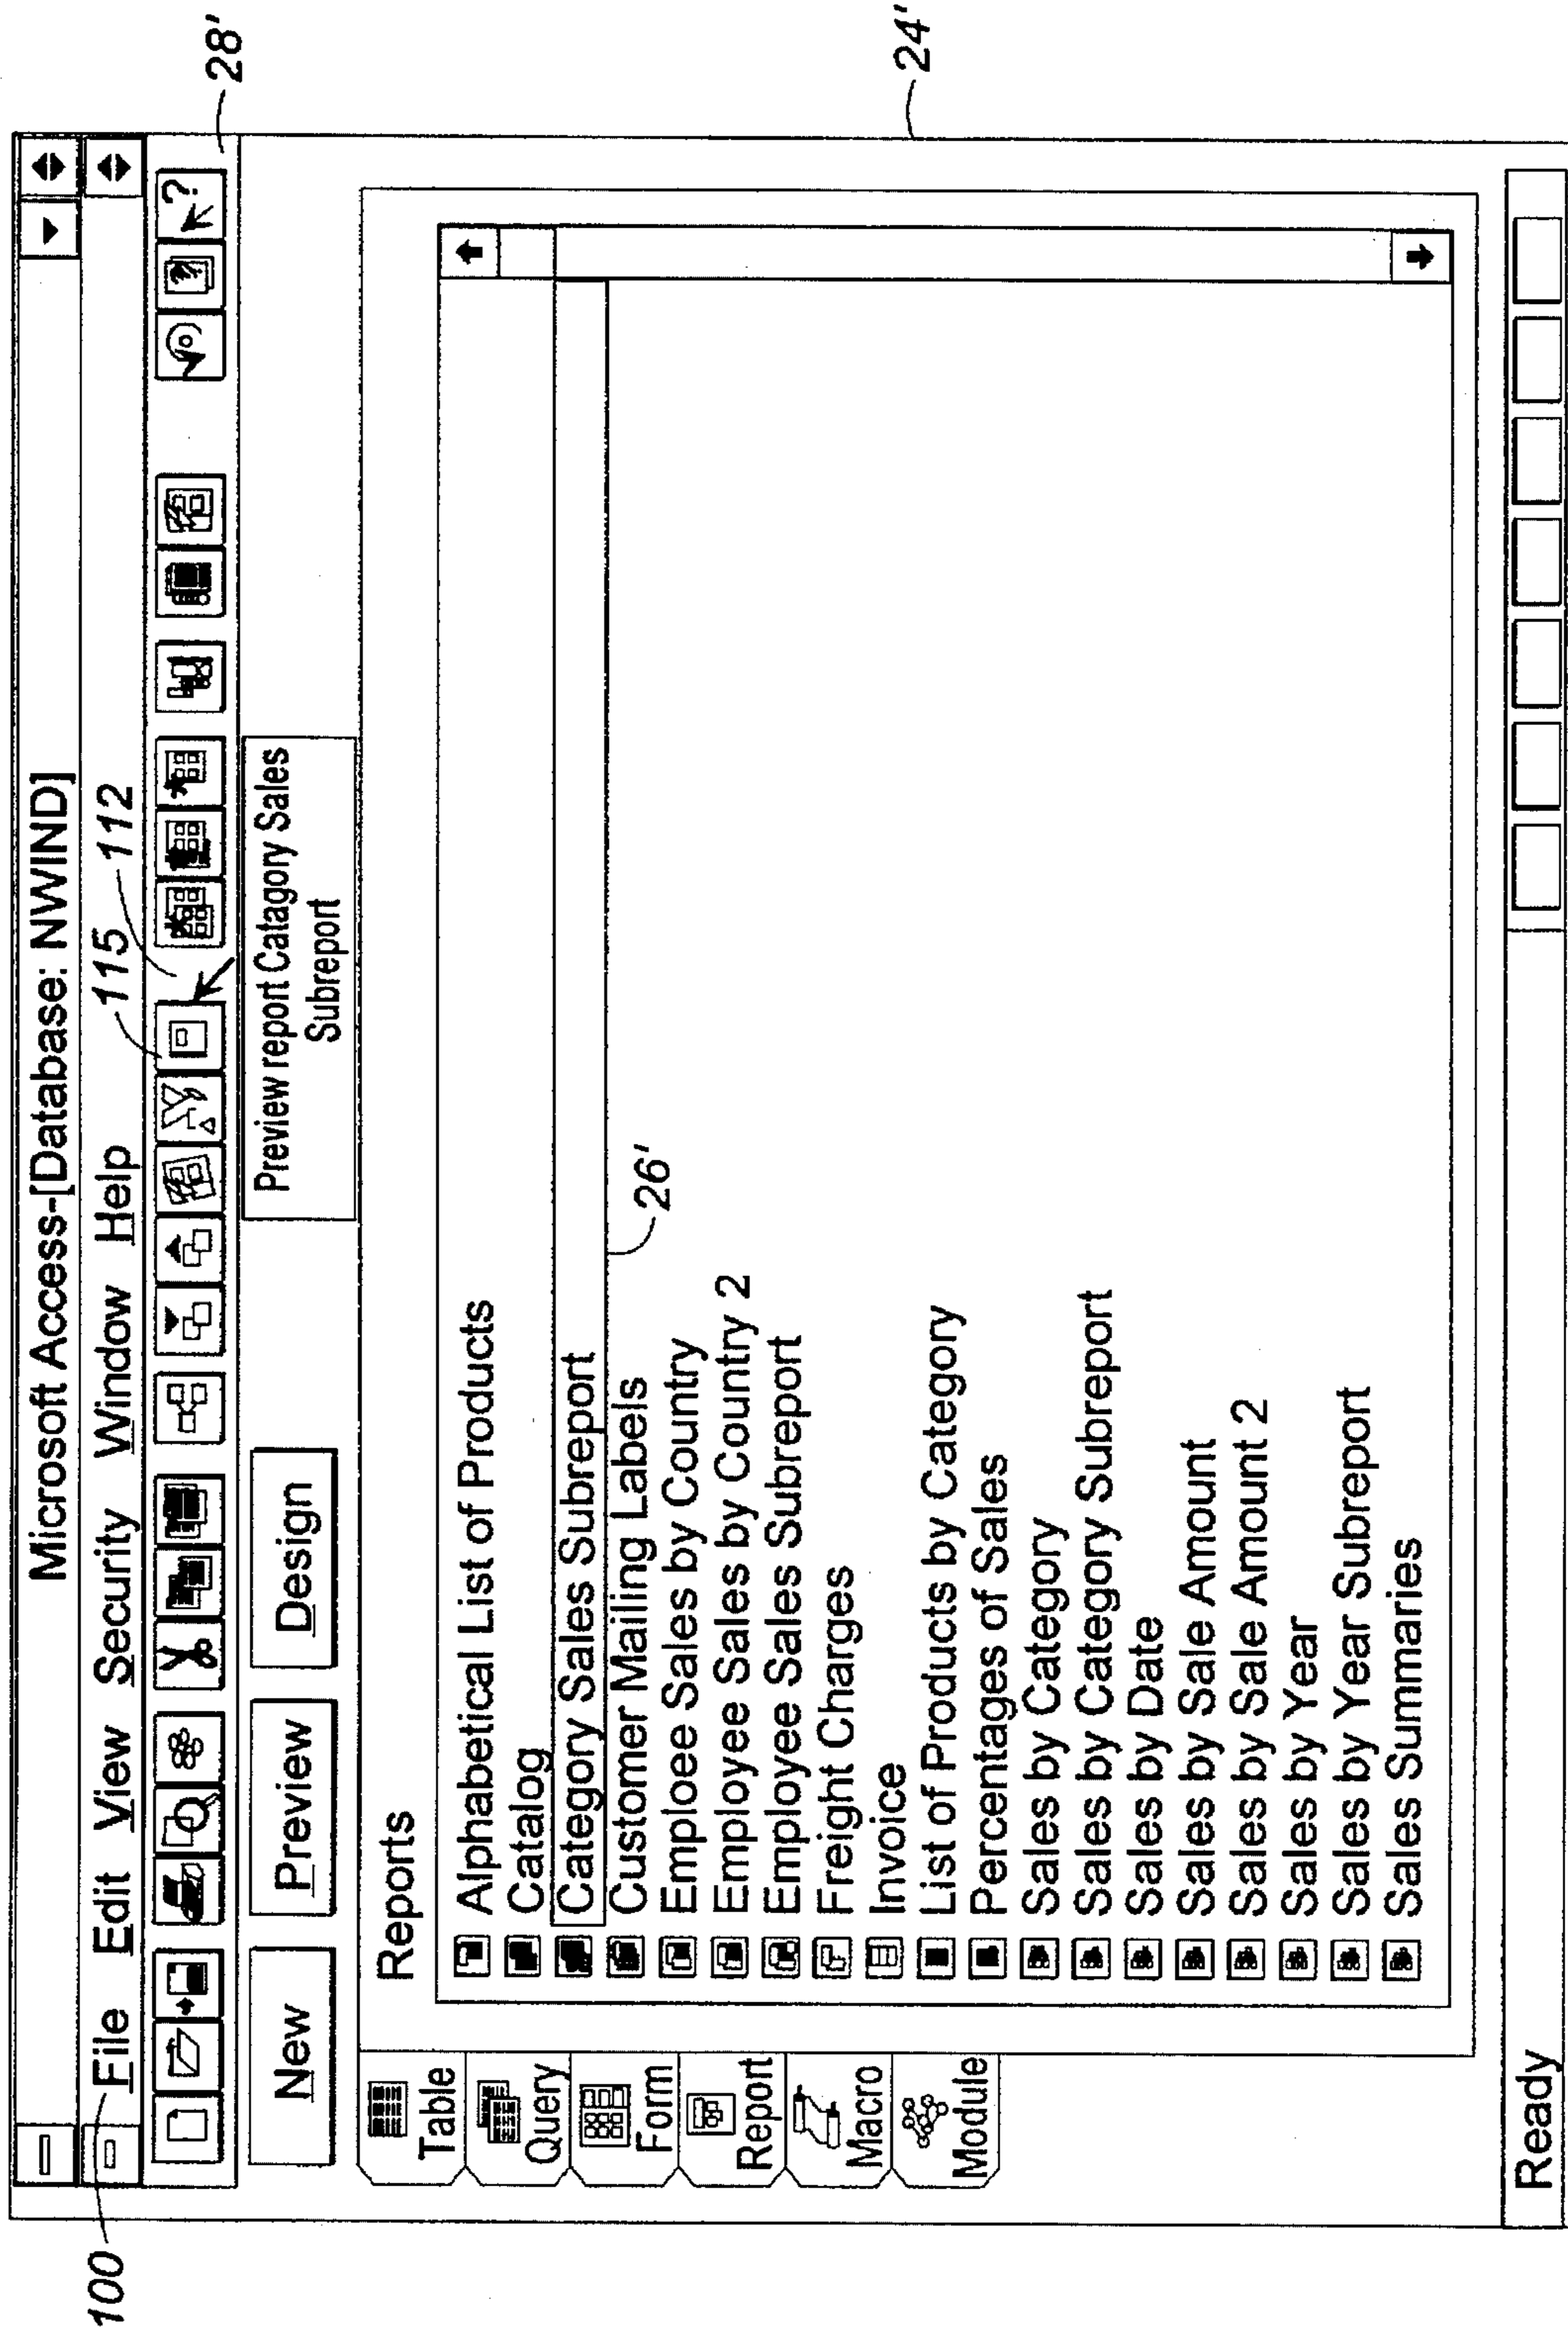 Microsoft Access-[Database: NWIND]
100
File Edit View Security Window Help
115
112
28'
New Preview Design
Preview report Catagory Sales
Subreport
Table
Query
Form
Report
Macro
Module
Reports
Alphabetical List of Products
Catalog
Category Sales Subreport
Customer Mailing Labels
26'
Emploee Sales by Country
Employee Sales by Country 2
Employee Sales Subreport
Freight Charges
Invoice
List of Products by Category
Percentages of Sales
Sales by Category
Sales by Category Subreport
Sales by Date
Sales by Sale Amount
Sales by Sale Amount 2
Sales by Year
Sales by Year Subreport
Sales Summaries
24'
Ready